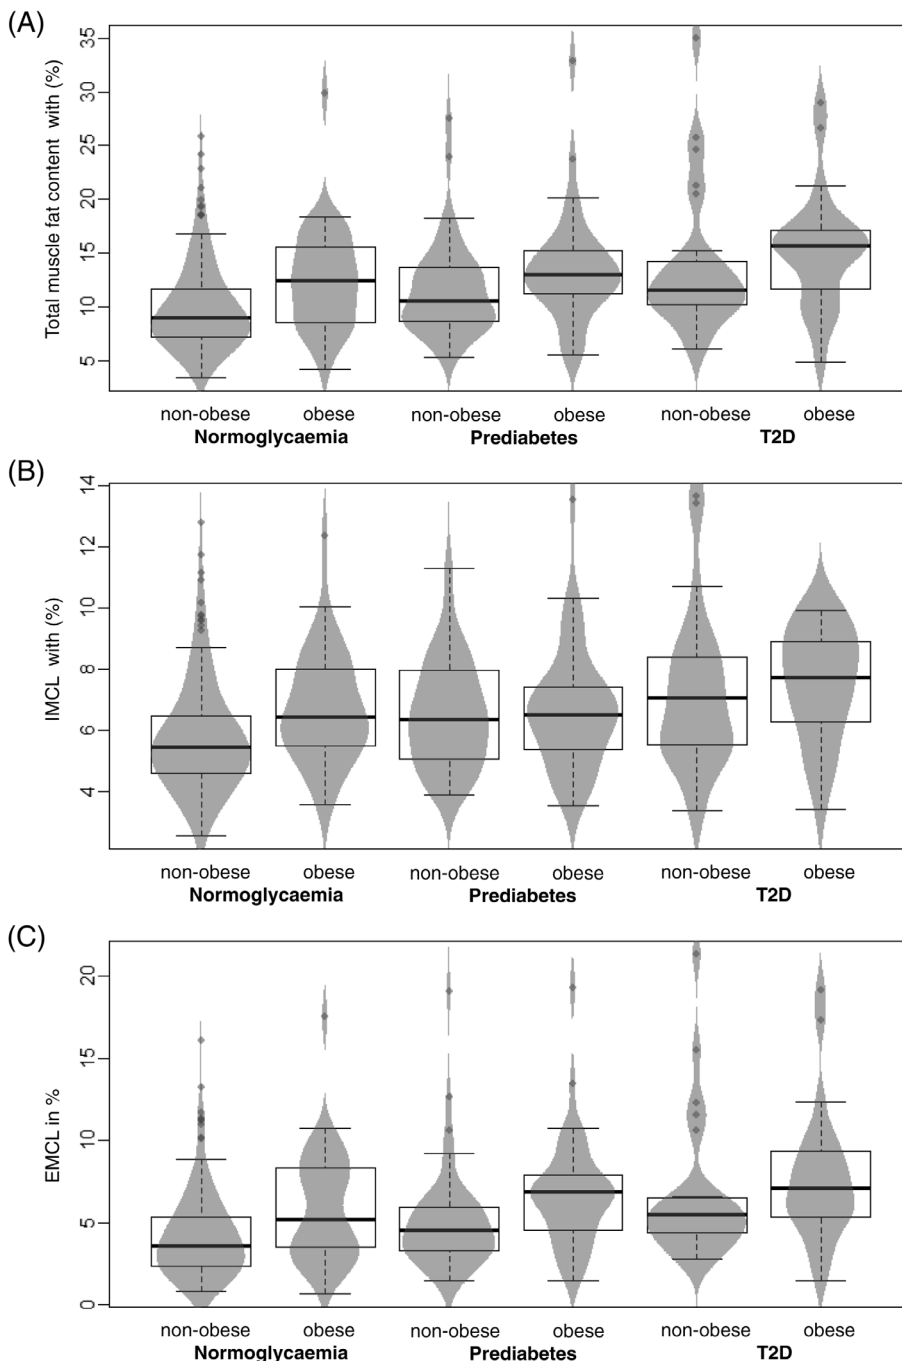 (A)
Total muscle fat content with (%)
35
30
25
20
15
10
5
non-obese obese non-obese obese non-obese obese
Normoglycaemia Prediabetes T2D
(B)
IMCL with (%)
14
12
10
8
6
4
non-obese obese non-obese obese non-obese obese
Normoglycaemia Prediabetes T2D
(C)
EMCL in %
20
15
10
5
0
non-obese obese non-obese obese non-obese obese
Normoglycaemia Prediabetes T2D